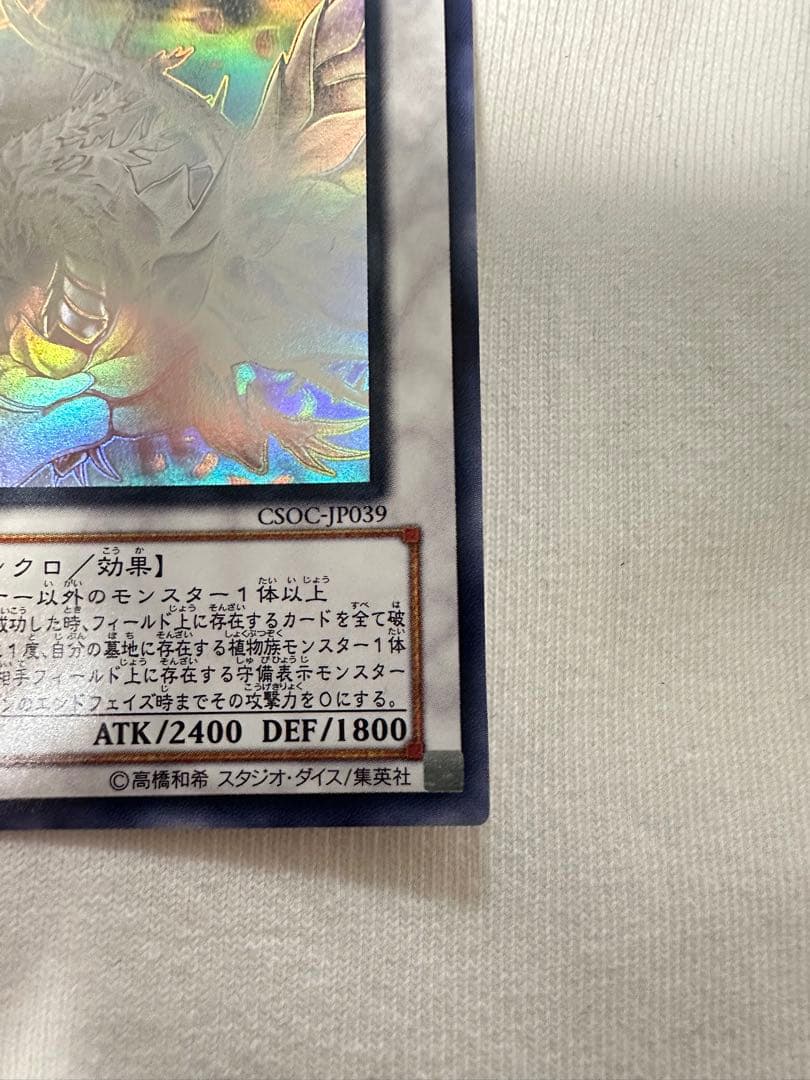 CSOC-JP039
ンクロ／効果】
ー以外のモンスター１体以上
成功した時、フィールド上に存在するカードを全て破
１度、自分の墓地に存在する植物族モンスター１体
相手フィールド上に存在する守備表示モンスター
ンのエンドフェイズ時までその攻撃力を０にする。
ATK/2400 DEF/1800
©高橋和希 スタジオ・ダイス/集英社